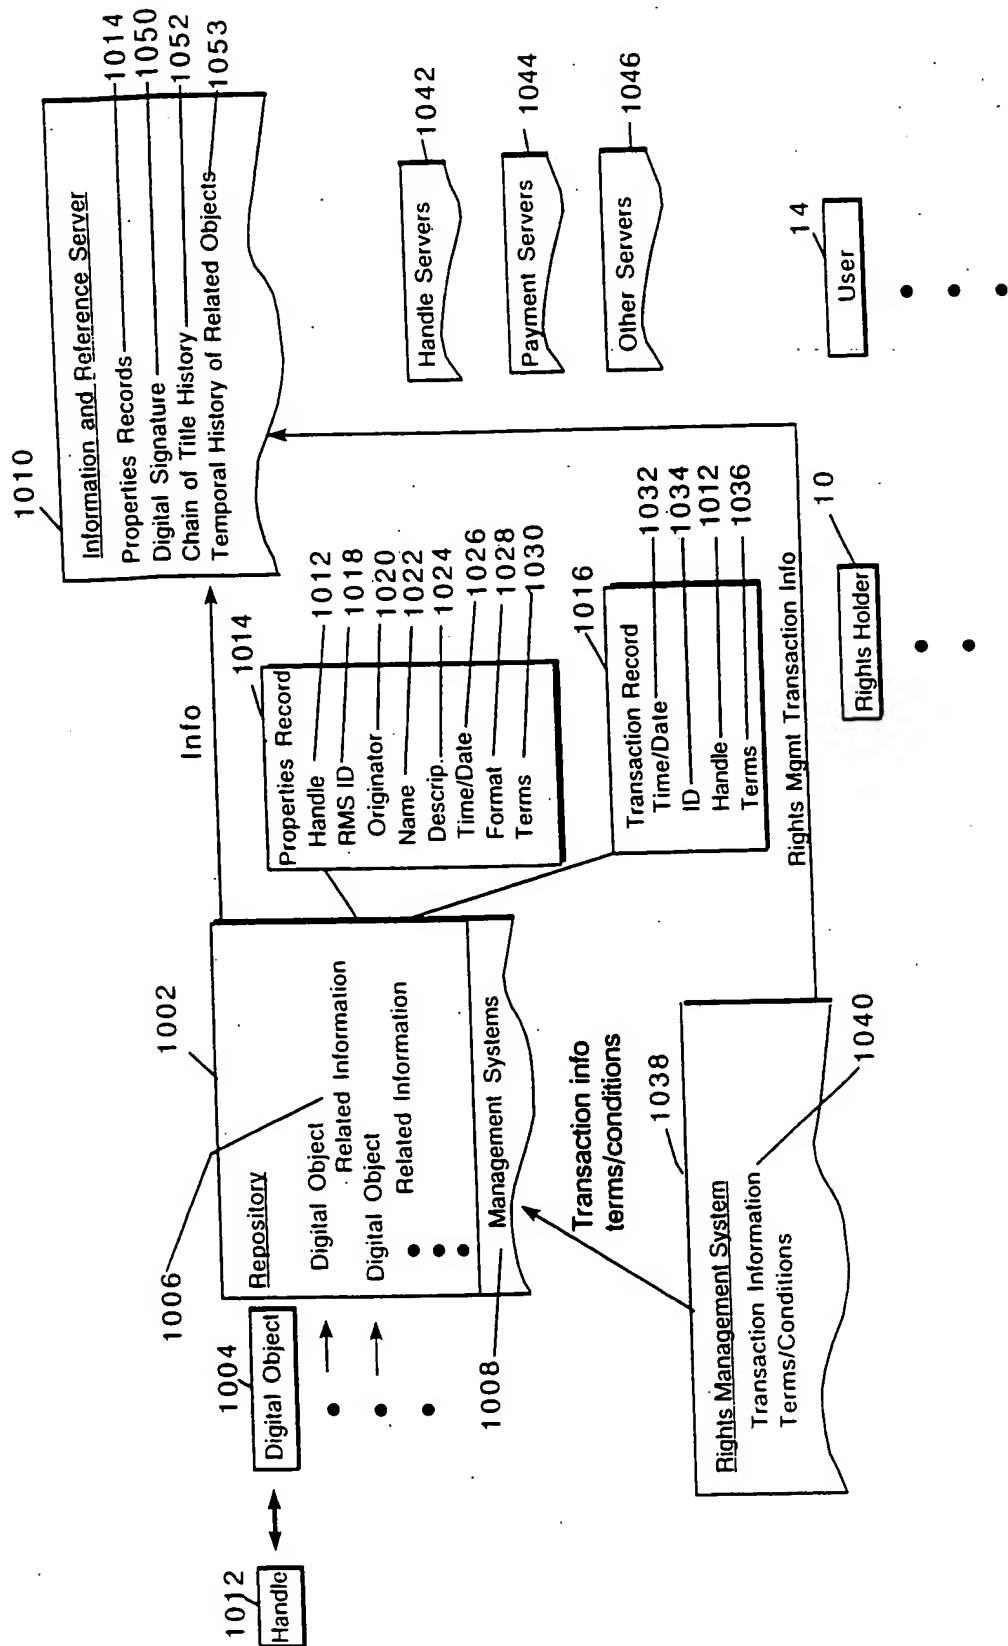 1012
Handle
1004
Digital Object
1006
1002
Repository
Digital Object
Related Information
Digital Object
Related Information
1008
Management Systems
Info
1014
Properties Record
Handle 1012
RMS ID 1018
Originator 1020
Name 1022
Descrip. 1024
Time/Date 1026
Format 1028
Terms 1030
1016
Transaction Record
Time/Date 1032
ID 1034
Handle 1012
Terms 1036
1010
Information and Reference Server
Properties Records 1014
Digital Signature 1050
Chain of Title History 1052
Temporal History of Related Objects 1053
Handle Servers 1042
Payment Servers 1044
Other Servers 1046
Transaction info
terms/conditions
1038
Rights Management System
Transaction Information
Terms/Conditions
1040
Rights Mgmt Transaction Info
10
Rights Holder
14
User